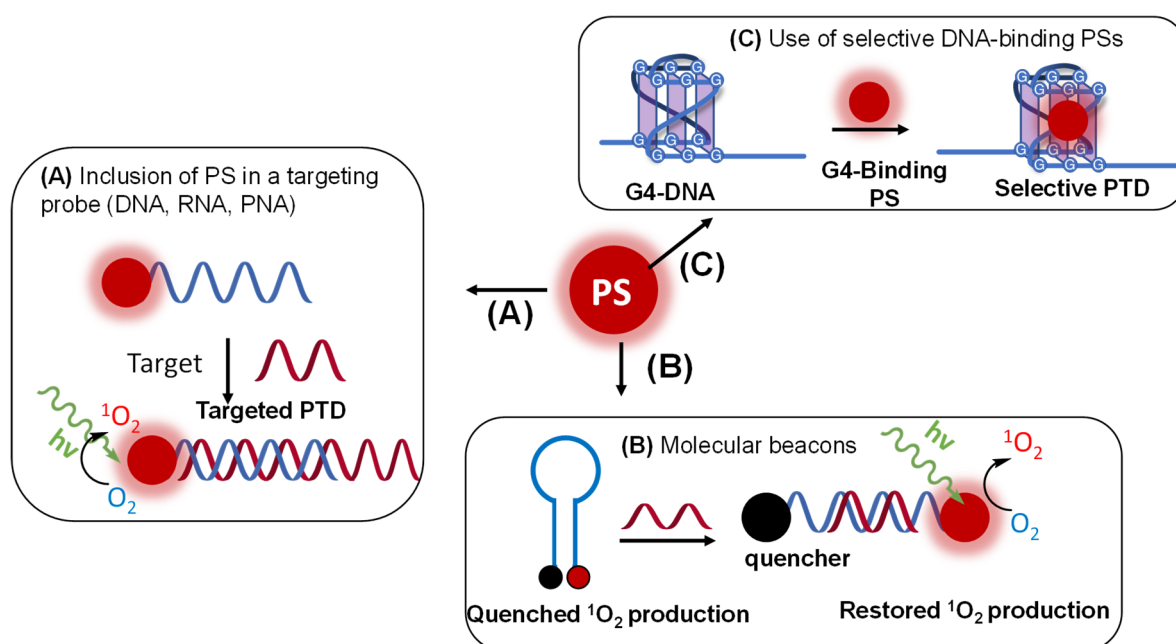 (C) Use of selective DNA-binding PSs
G G G G
G G G G
G G G G
G G G G
G4-DNA
G4-Binding
PS
G G G G
G G G G
G G G G
G G G G
Selective PTD
(A) Inclusion of PS in a targeting
probe (DNA, RNA, PNA)
Target
Targeted PTD
hν
¹O₂
O₂
PS
(A)
(B)
(C)
(B) Molecular beacons
quencher
hν
¹O₂
O₂
Quenched ¹O₂ production
Restored ¹O₂ production